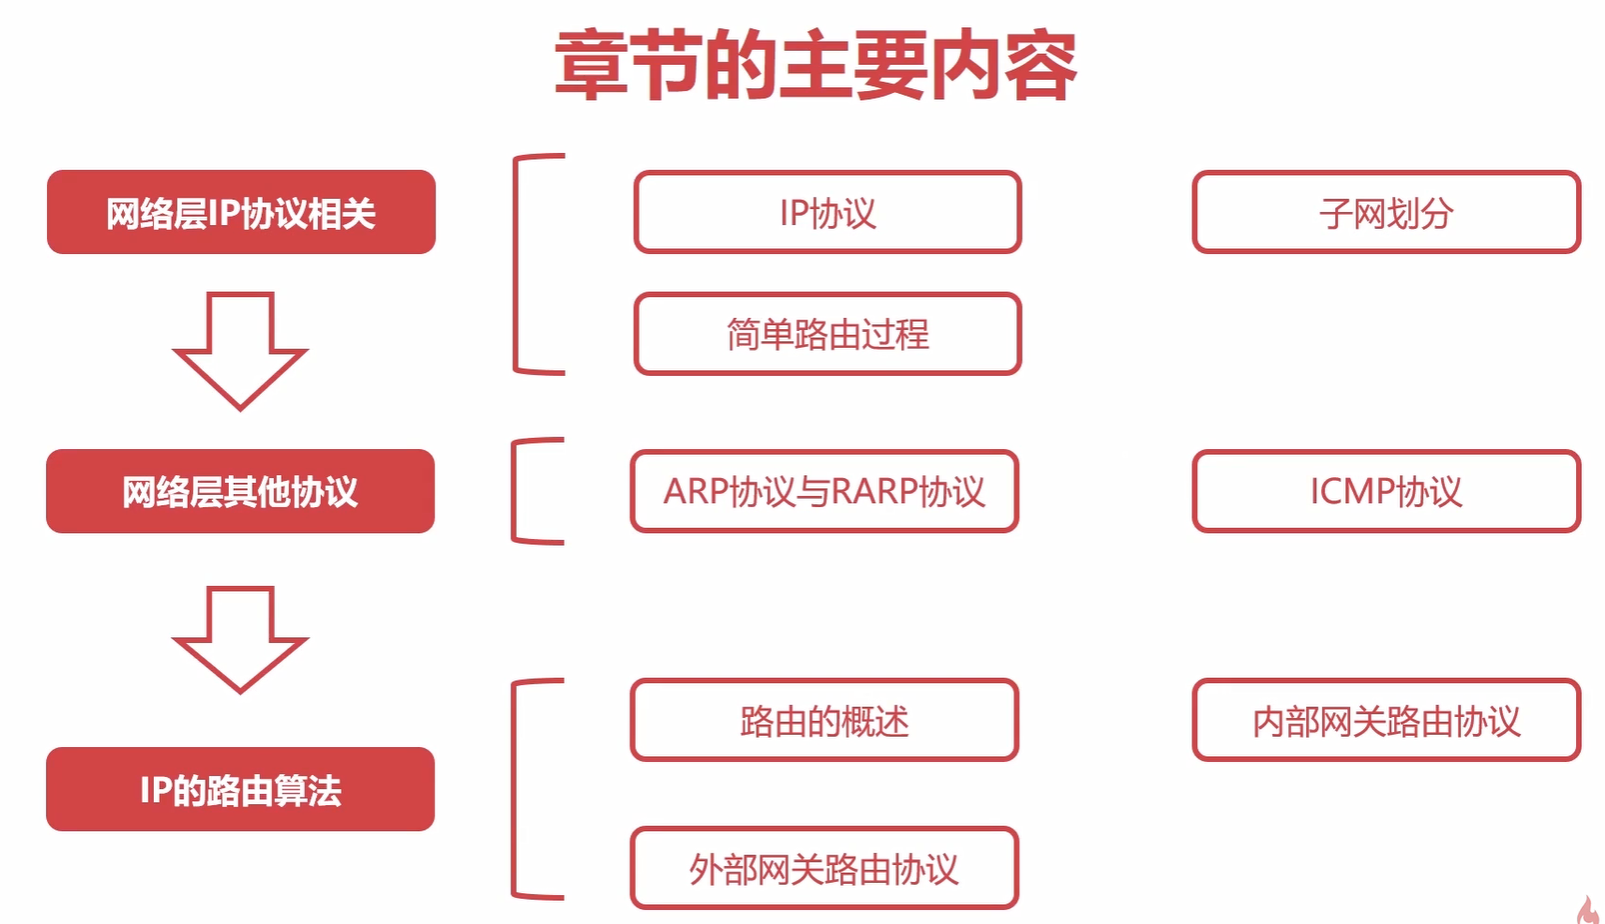 章节的主要内容
网络层IP协议相关
IP协议
子网划分
简单路由过程
网络层其他协议
ARP协议与RARP协议
ICMP协议
IP的路由算法
路由的概述
内部网关路由协议
外部网关路由协议